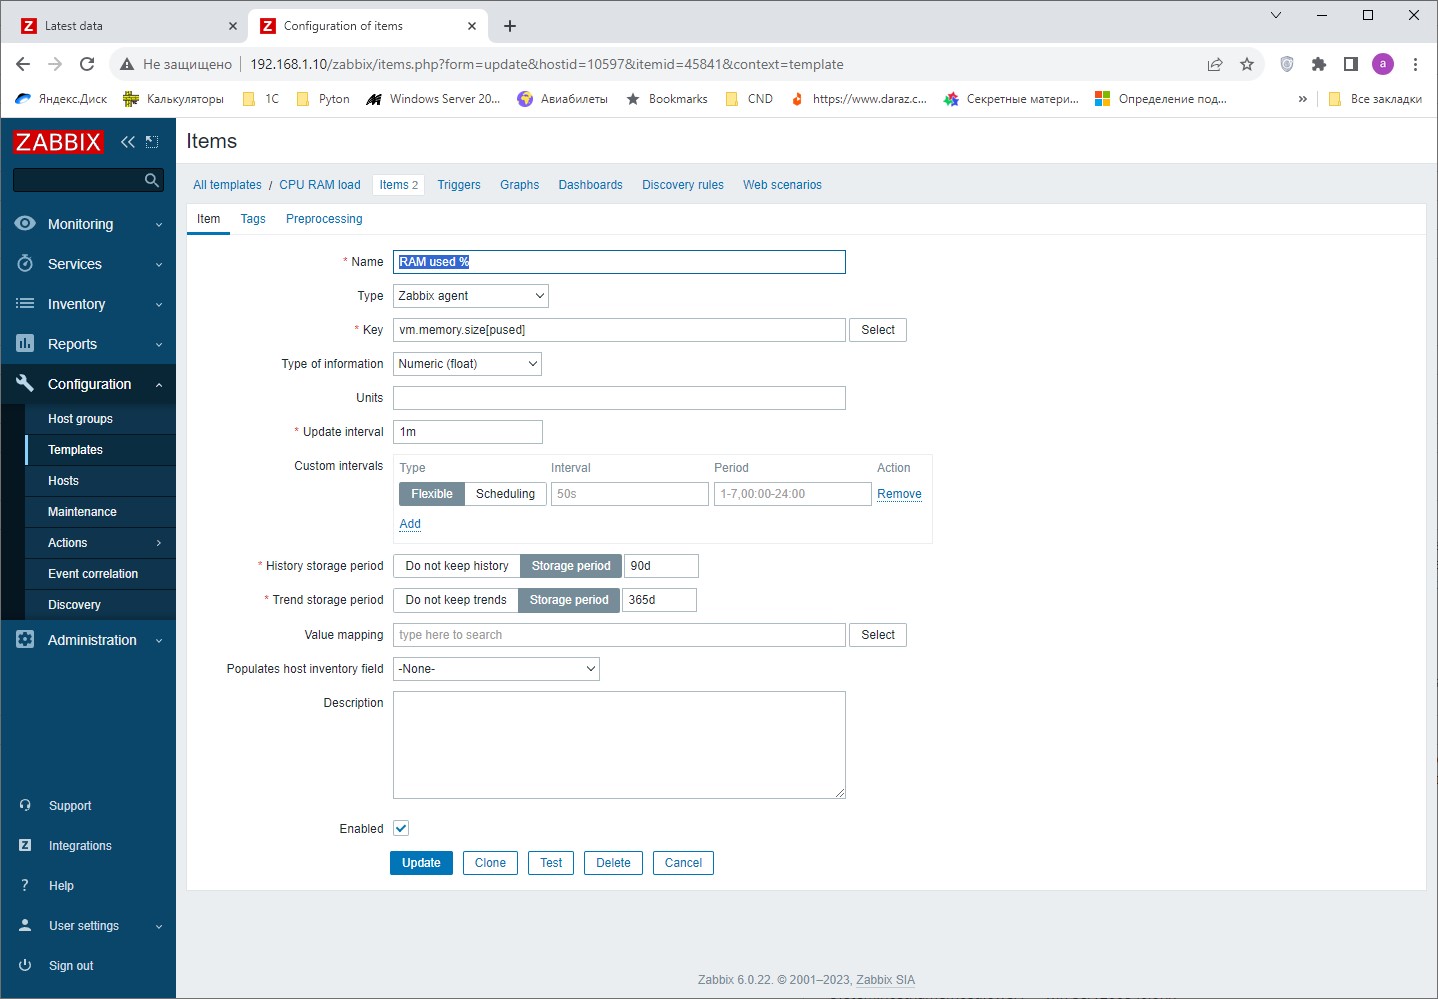 Latest data
Configuration of items
Не защищено
192.168.1.10/zabbix/items.php?form=update&hostid=10597&itemid=45841&context=template
a
Яндекс.Диск
Калькуляторы
1С
Pyton
Windows Server 20...
Авиабилеты
Bookmarks
CND
https://www.daraz.c...
Секретные матери...
Определение под...
»
Все закладки
ZABBIX
Items
All templates / CPU RAM load Items 2 Triggers Graphs Dashboards Discovery rules Web scenarios
Item Tags Preprocessing
Monitoring
Services
Inventory
Reports
Configuration
Host groups
Templates
Hosts
Maintenance
Actions
Event correlation
Discovery
Administration
Support
Integrations
Help
User settings
Sign out
* Name RAM used %
Type Zabbix agent
* Key vm.memory.size[pused] Select
Type of information Numeric (float)
Units
* Update interval 1m
Custom intervals Type Interval Period Action
Flexible Scheduling 50s 1-7,00:00-24:00 Remove
Add
* History storage period Do not keep history Storage period 90d
* Trend storage period Do not keep trends Storage period 365d
Value mapping type here to search Select
Populates host inventory field -None-
Description
Enabled
Update Clone Test Delete Cancel
Zabbix 6.0.22. © 2001–2023, Zabbix SIA